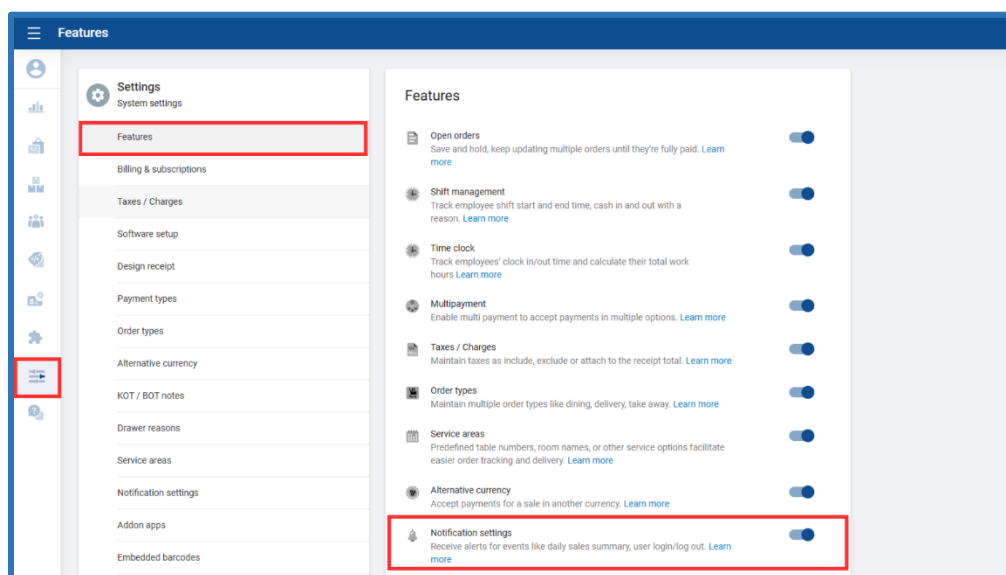 Features
Settings
System settings
Features
Billing & subscriptions
Taxes / Charges
Software setup
Design receipt
Payment types
Order types
Alternative currency
KOT / BOT notes
Drawer reasons
Service areas
Notification settings
Addon apps
Embedded barcodes
Features
Open orders
Save and hold, keep updating multiple orders until they're fully paid. Learn
more
Shift management
Track employee shift start and end time, cash in and out with a
reason. Learn more
Time clock
Track employees' clock in/out time and calculate their total work
hours Learn more
Multipayment
Enable multi payment to accept payments in multiple options. Learn more
Taxes / Charges
Maintain taxes as include, exclude or attach to the receipt total. Learn more
Order types
Maintain multiple order types like dining, delivery, take away. Learn more
Service areas
Predefined table numbers, room names, or other service options facilitate
easier order tracking and delivery. Learn more
Alternative currency
Accept payments for a sale in another currency. Learn more
Notification settings
Receive alerts for events like daily sales summary, user login/log out. Learn
more